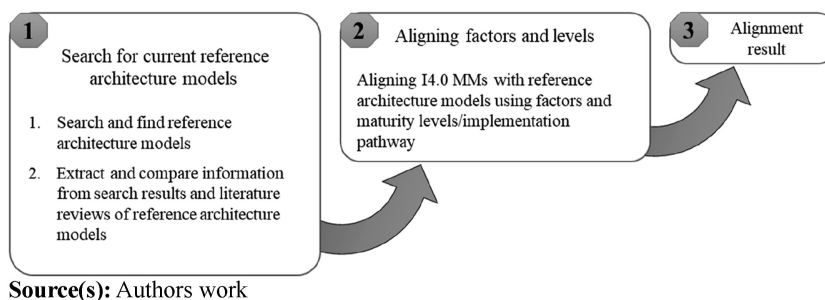 1
Search for current reference
architecture models
1. Search and find reference
architecture models
2. Extract and compare information
from search results and literature
reviews of reference architecture
models
2
Aligning factors and levels
Aligning I4.0 MMs with reference
architecture models using factors and
maturity levels/implementation
pathway
3
Alignment
result
Source(s): Authors work